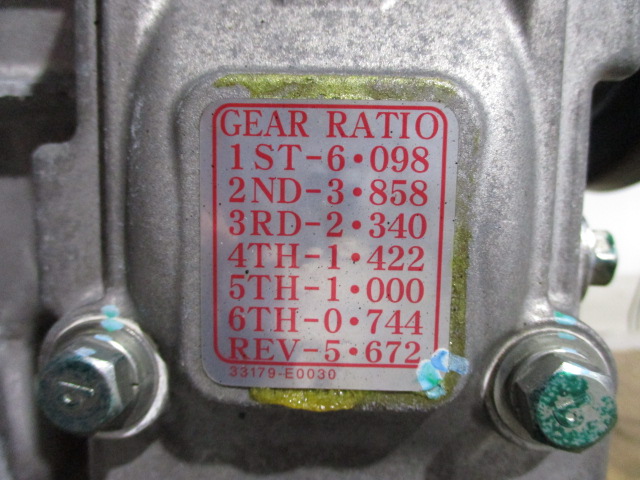 GEAR RATIO
1ST-6·098
2ND-3·858
3RD-2·340
4TH-1·422
5TH-1·000
6TH-0·744
REV-5·672
33179-E0030